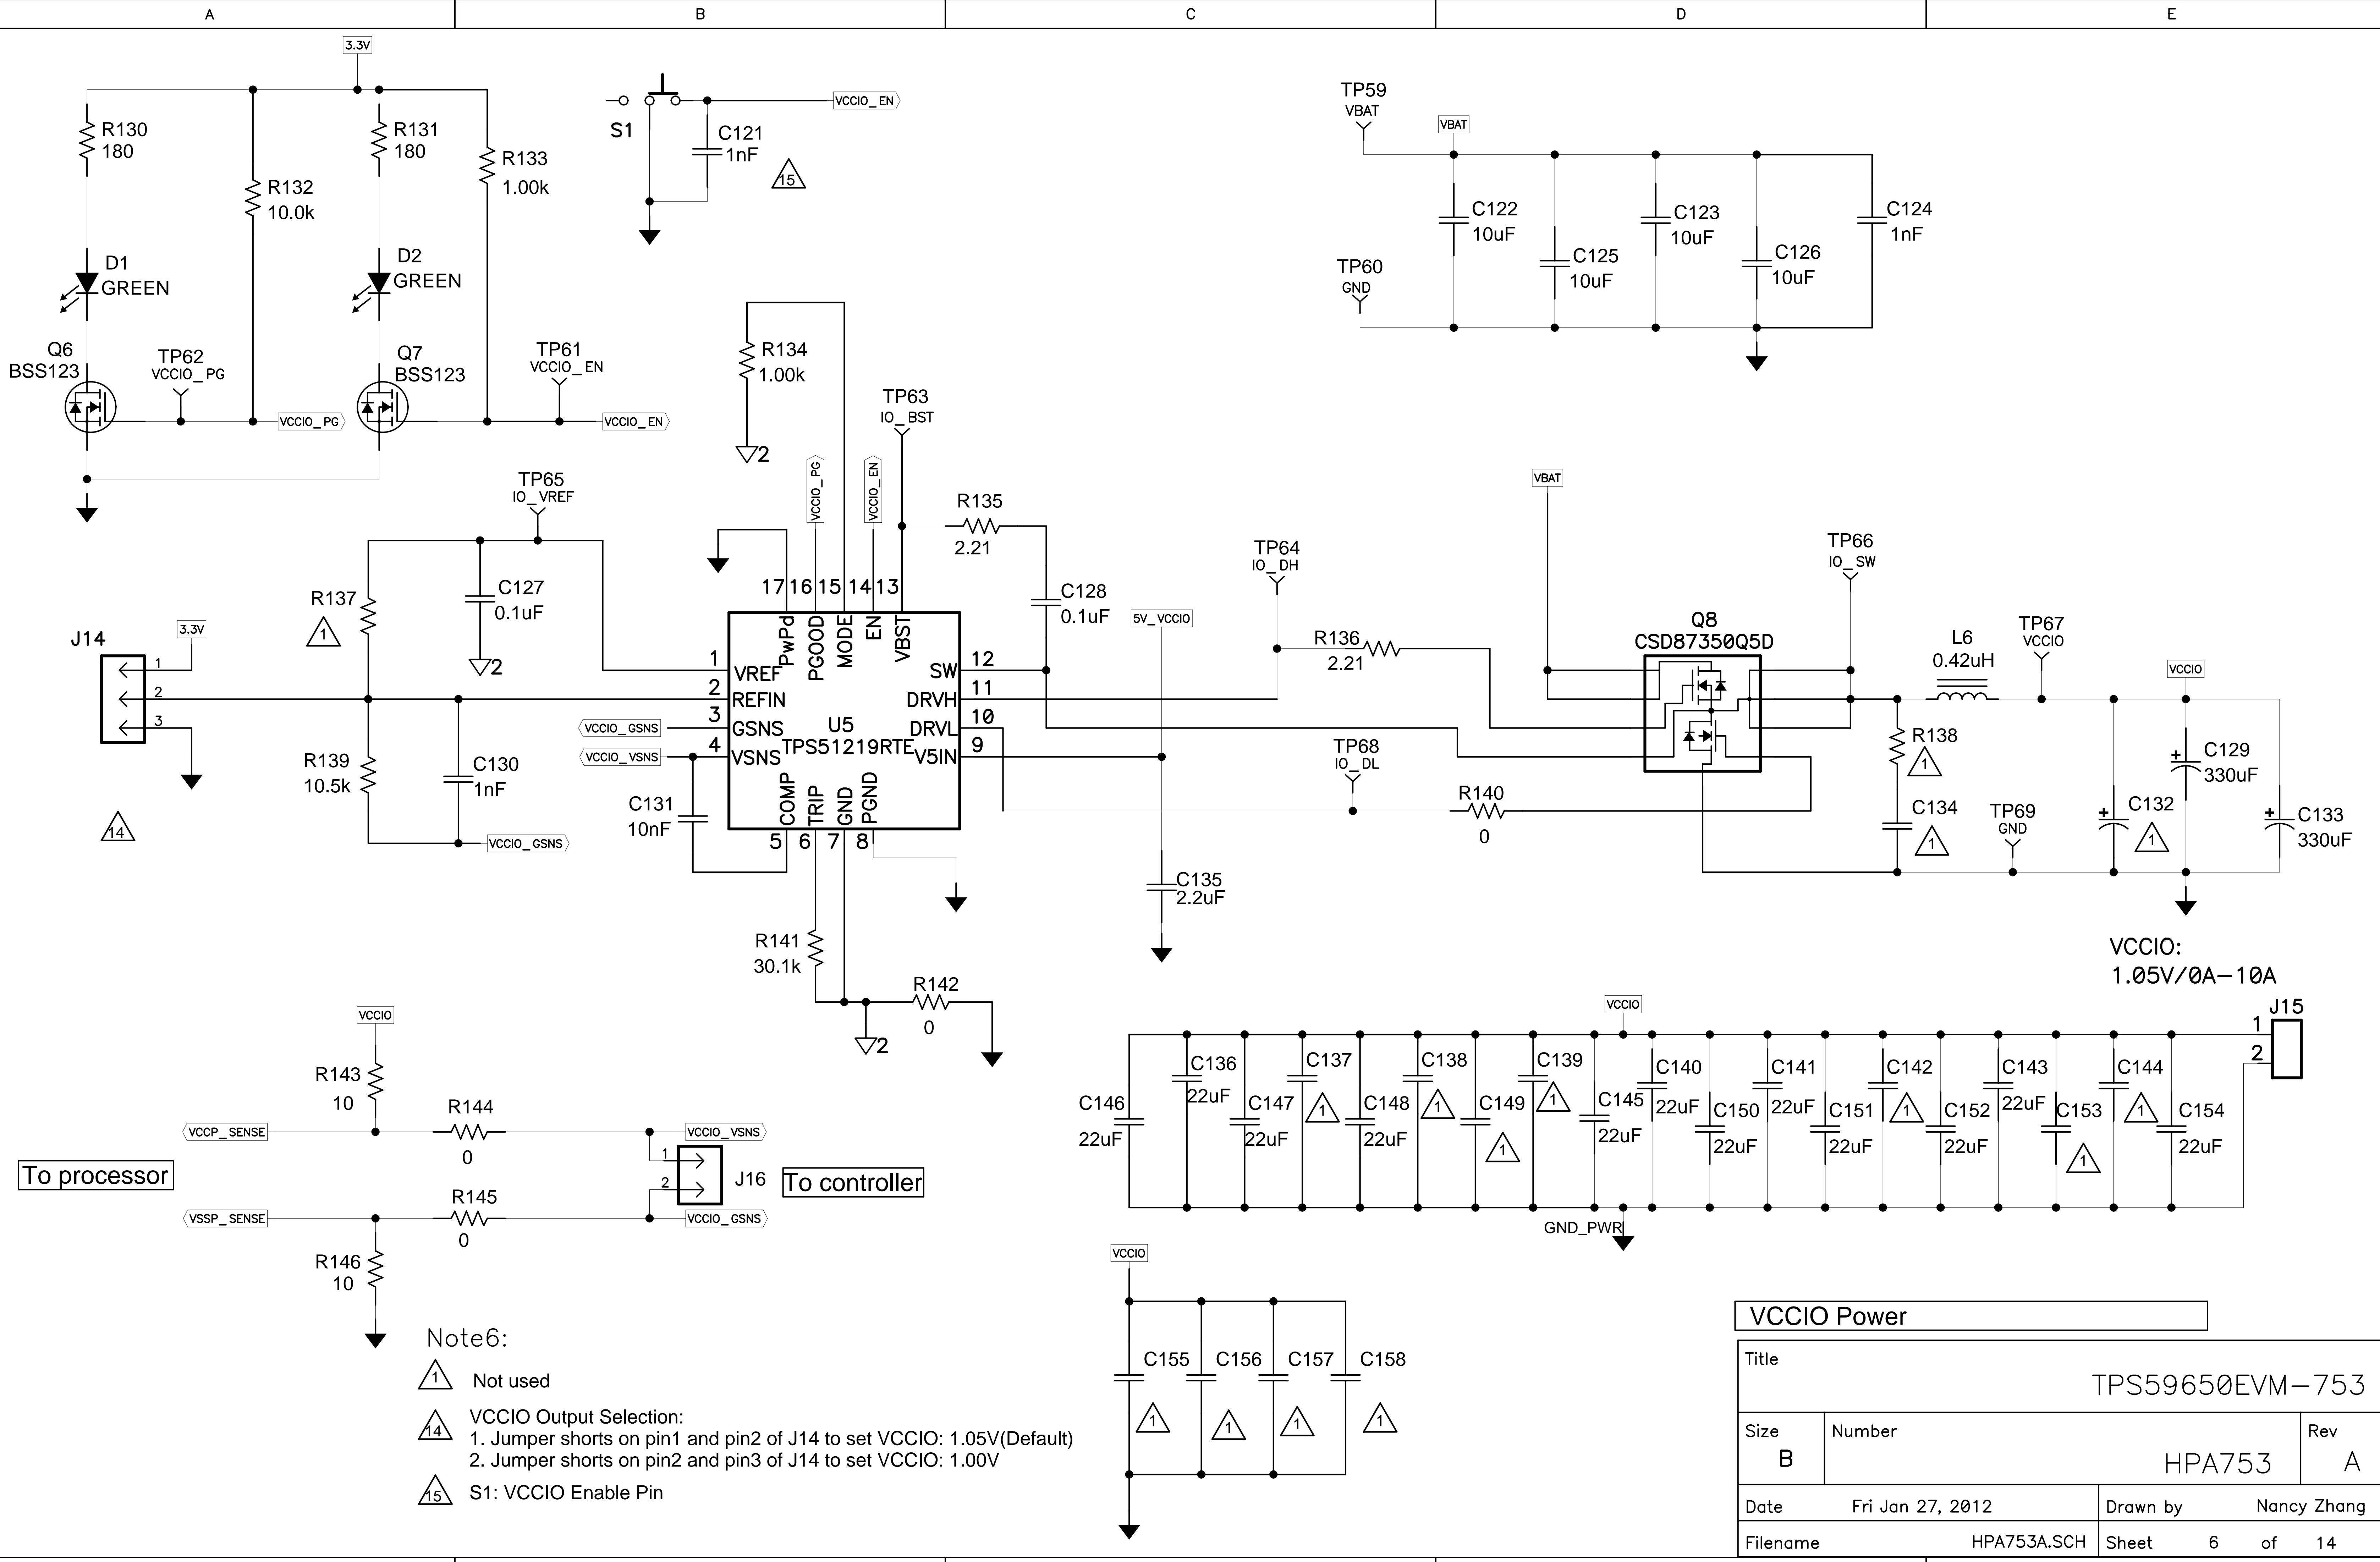 A B C D E
3.3V
R130
180
R131
180
R132
10.0k
R133
1.00k
D1
GREEN
D2
GREEN
Q6
BSS123
TP62
VCCIO_PG
VCCIO_PG
Q7
BSS123
TP61
VCCIO_EN
VCCIO_EN
S1
C121
1nF
15
VCCIO_EN
TP59
VBAT
VBAT
C122
10uF
C125
10uF
C123
10uF
C126
10uF
C124
1nF
TP60
GND
R134
1.00k
2
VCCIO_PG
VCCIO_EN
TP63
IO_BST
R135
2.21
C128
0.1uF
TP65
IO_VREF
R137
1
C127
0.1uF
2
J14
3.3V
1
2
3
14
R139
10.5k
C130
1nF
VCCIO_GSNS
VCCIO_GSNS
VCCIO_VSNS
C131
10nF
17 16 15 14 13
PwPd
PGOOD
MODE
EN
VBST
1 VREF
2 REFIN
3 GSNS
4 VSNS
U5
TPS51219RTE
SW 12
DRVH 11
DRVL 10
V5IN 9
COMP
TRIP
GND
PGND
5 6 7 8
R141
30.1k
2
R142
0
5V_VCCIO
C135
2.2uF
TP64
IO_DH
R136
2.21
TP68
IO_DL
R140
0
VBAT
Q8
CSD87350Q5D
TP66
IO_SW
L6
0.42uH
TP67
VCCIO
VCCIO
R138
1
C134
1
TP69
GND
C132
1
C129
330uF
C133
330uF
VCCIO:
1.05V/0A-10A
J15
1
2
VCCIO
R143
10
VCCP_SENSE
R144
0
VCCIO_VSNS
1
2
J16
To processor
To controller
VSSP_SENSE
R145
0
VCCIO_GSNS
R146
10
VCCIO
C146
22uF
C136
22uF
C147
22uF
C137
1
C148
22uF
C138
1
C149
1
C139
1
C145
22uF
C140
22uF
C150
22uF
C141
22uF
C151
22uF
C142
1
C152
22uF
C143
22uF
C153
1
C144
1
C154
22uF
GND_PWR
VCCIO
C155
1
C156
1
C157
1
C158
1
Note6:
1 Not used
14 VCCIO Output Selection:
1. Jumper shorts on pin1 and pin2 of J14 to set VCCIO: 1.05V(Default)
2. Jumper shorts on pin2 and pin3 of J14 to set VCCIO: 1.00V
15 S1: VCCIO Enable Pin
VCCIO Power
Title
TPS59650EVM-753
Size
B
Number
HPA753
Rev
A
Date Fri Jan 27, 2012
Drawn by Nancy Zhang
Filename HPA753A.SCH
Sheet 6 of 14